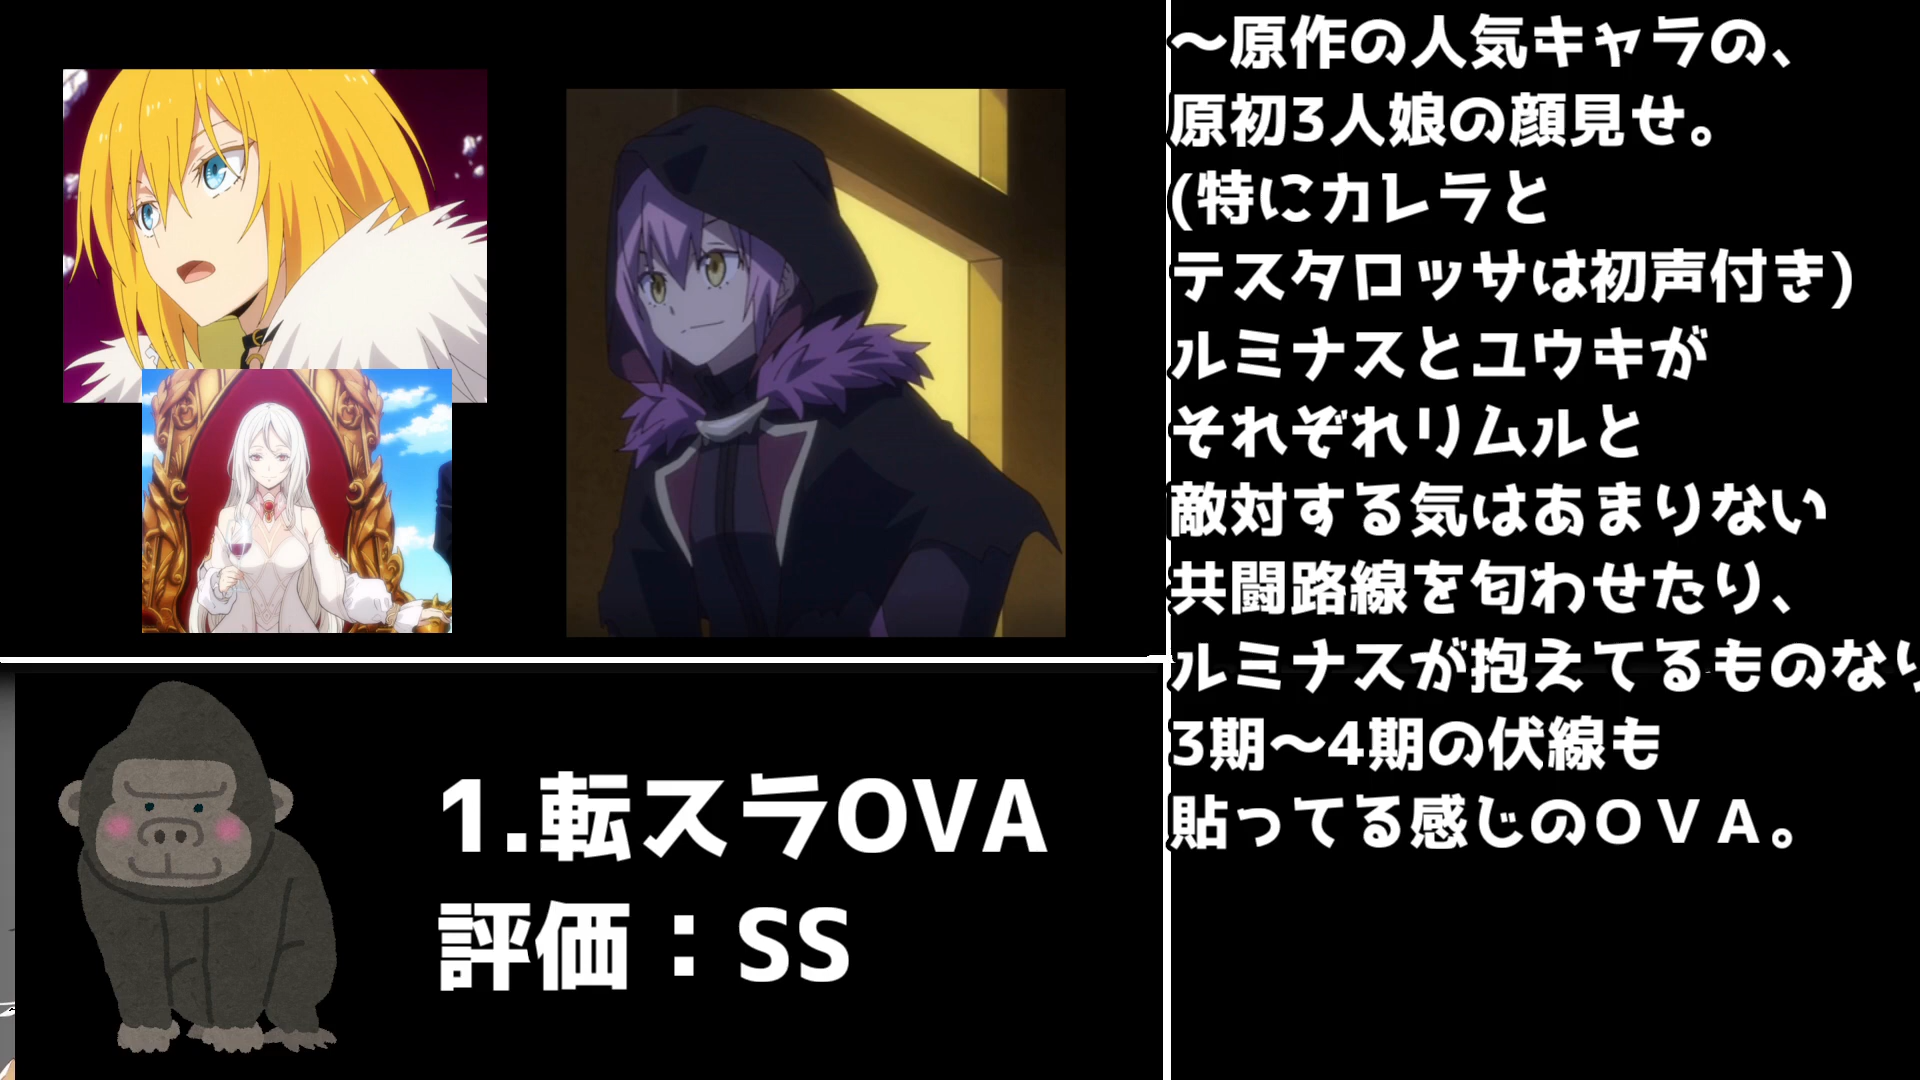 ～原作の人気キャラの、
原初3人娘の顔見せ。
(特にカレラと
テスタロッサは初声付き)
ルミナスとユウキが
それぞれリムルと
敵対する気はあまりない
共闘路線を匂わせたり、
ルミナスが抱えてるものなり
3期～4期の伏線も
貼ってる感じのＯＶＡ。
1.転スラOVA
評価：SS